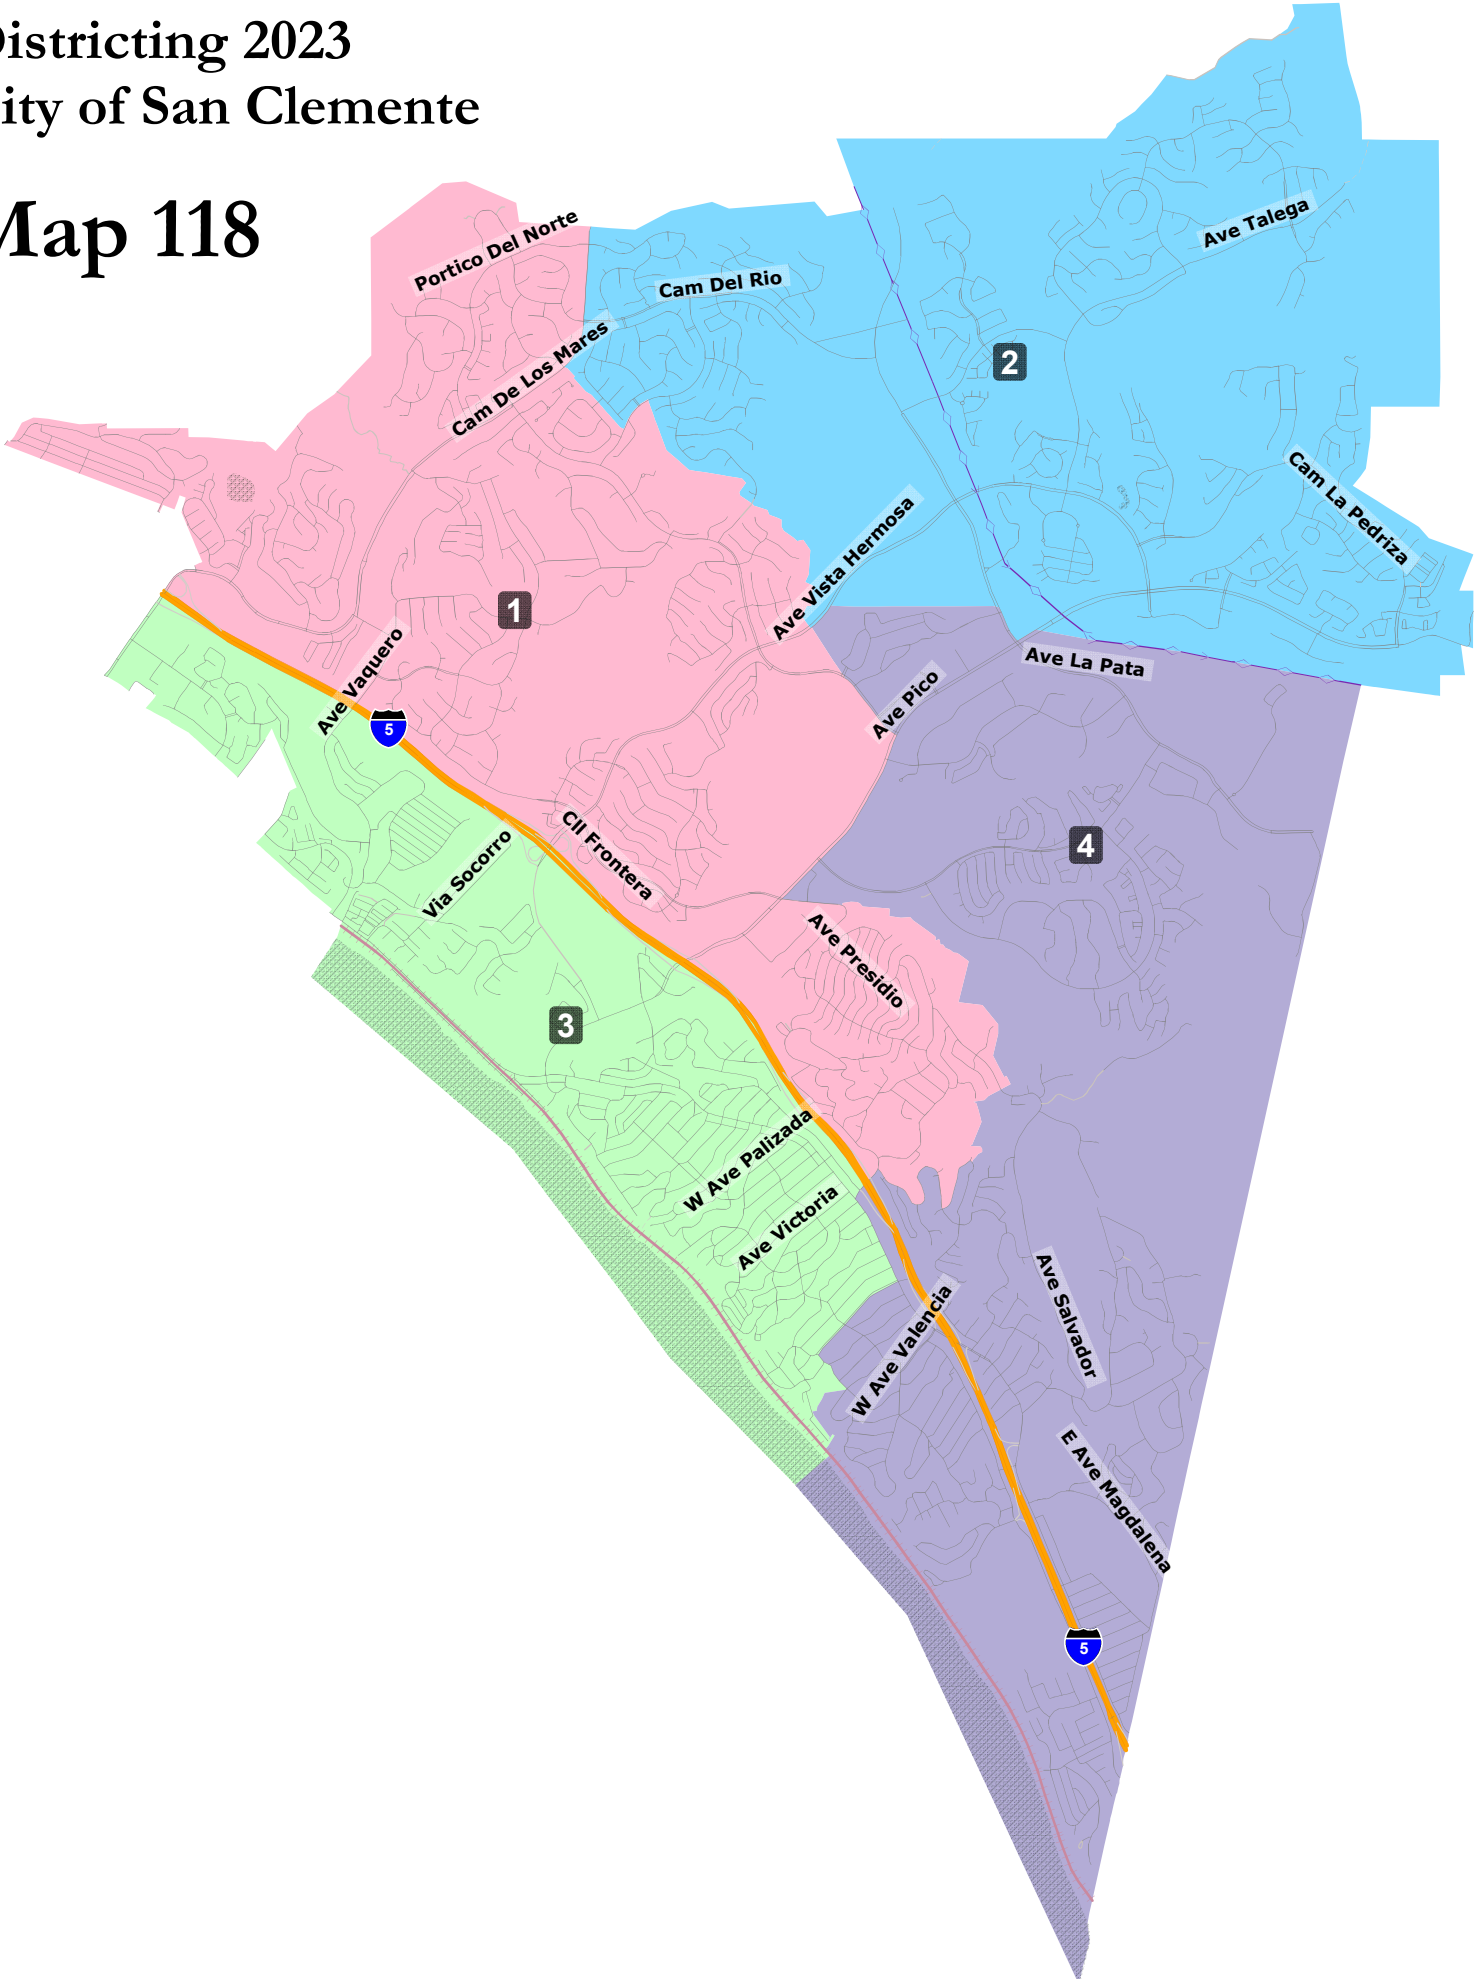 Districting 2023
ity of San Clemente
Map 118
Portico Del Norte
Cam Del Rio
Ave Talega
Cam De Los Mares
2
Cam La Pedriza
Ave Vista Hermosa
1
Ave Vaquero
Ave La Pata
Ave Pico
5
CII Frontera
Via Socorro
4
Ave Presidio
3
W Ave Palizada
Ave Victoria
W Ave Valencia
Ave Salvador
E Ave Magdalena
5